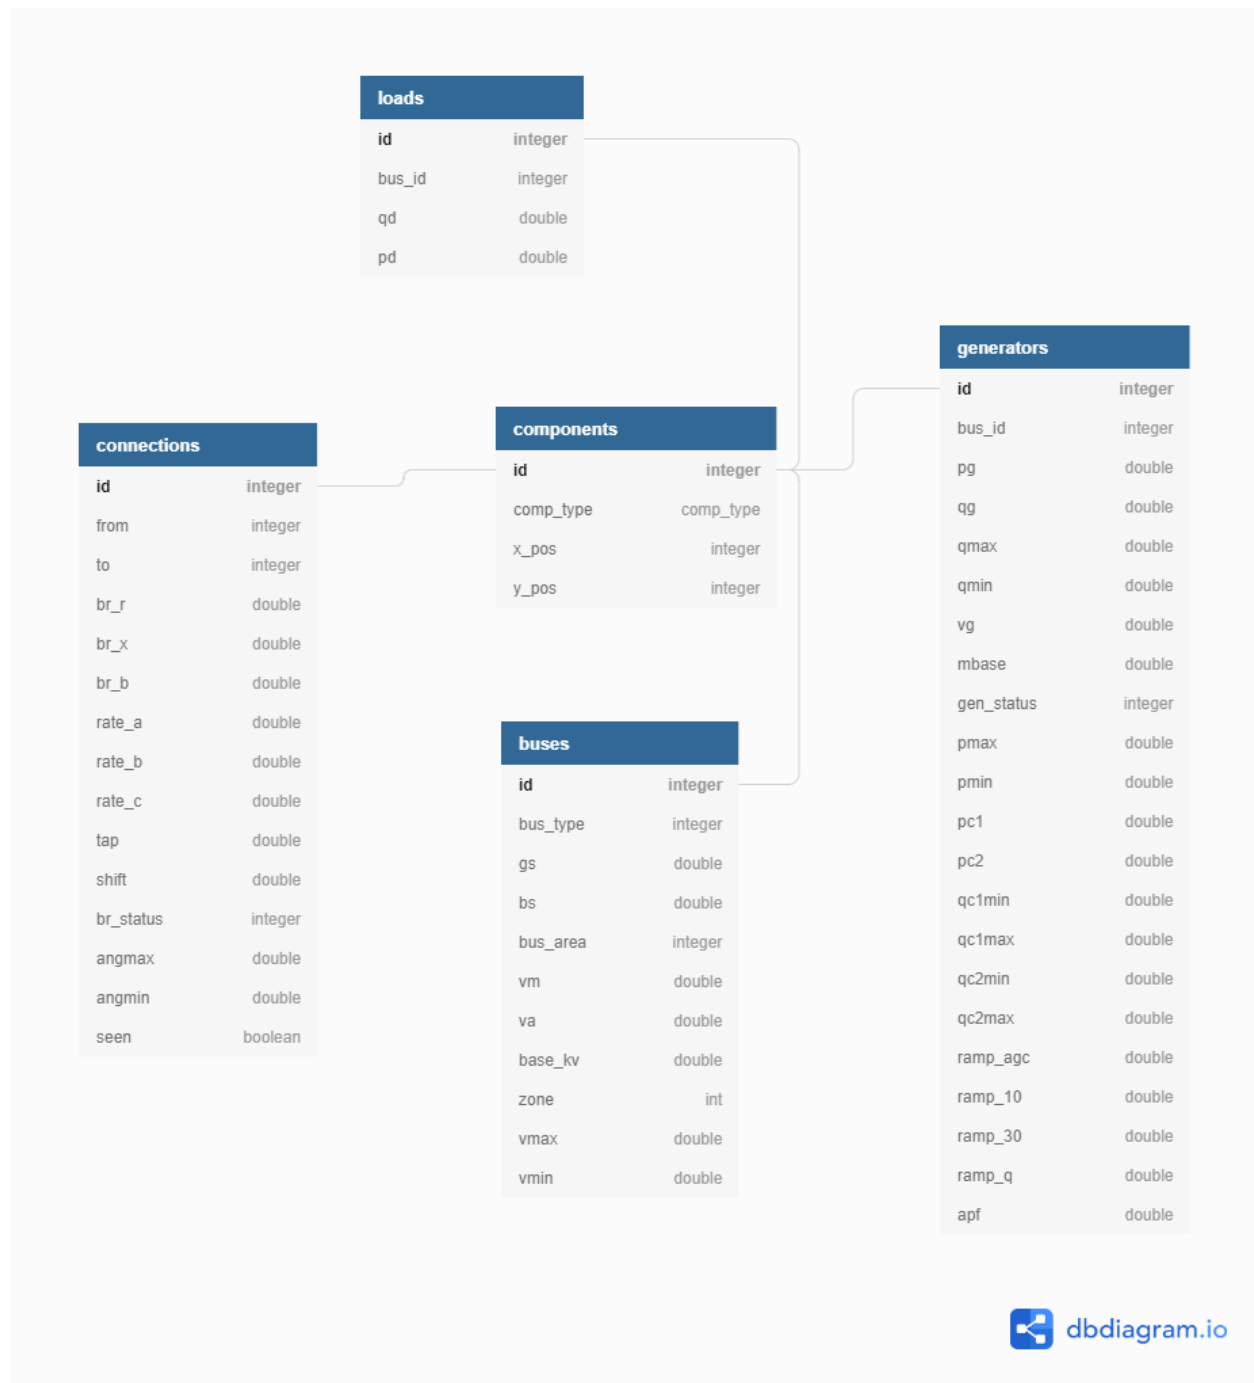 loads
id integer
bus_id integer
qd double
pd double
connections
id integer
from integer
to integer
br_r double
br_x double
br_b double
rate_a double
rate_b double
rate_c double
tap double
shift double
br_status integer
angmax double
angmin double
seen boolean
components
id integer
comp_type comp_type
x_pos integer
y_pos integer
buses
id integer
bus_type integer
gs double
bs double
bus_area integer
vm double
va double
base_kv double
zone int
vmax double
vmin double
generators
id integer
bus_id integer
pg double
qg double
qmax double
qmin double
vg double
mbase double
gen_status integer
pmax double
pmin double
pc1 double
pc2 double
qc1min double
qc1max double
qc2min double
qc2max double
ramp_agc double
ramp_10 double
ramp_30 double
ramp_q double
apf double
dbdiagram.io